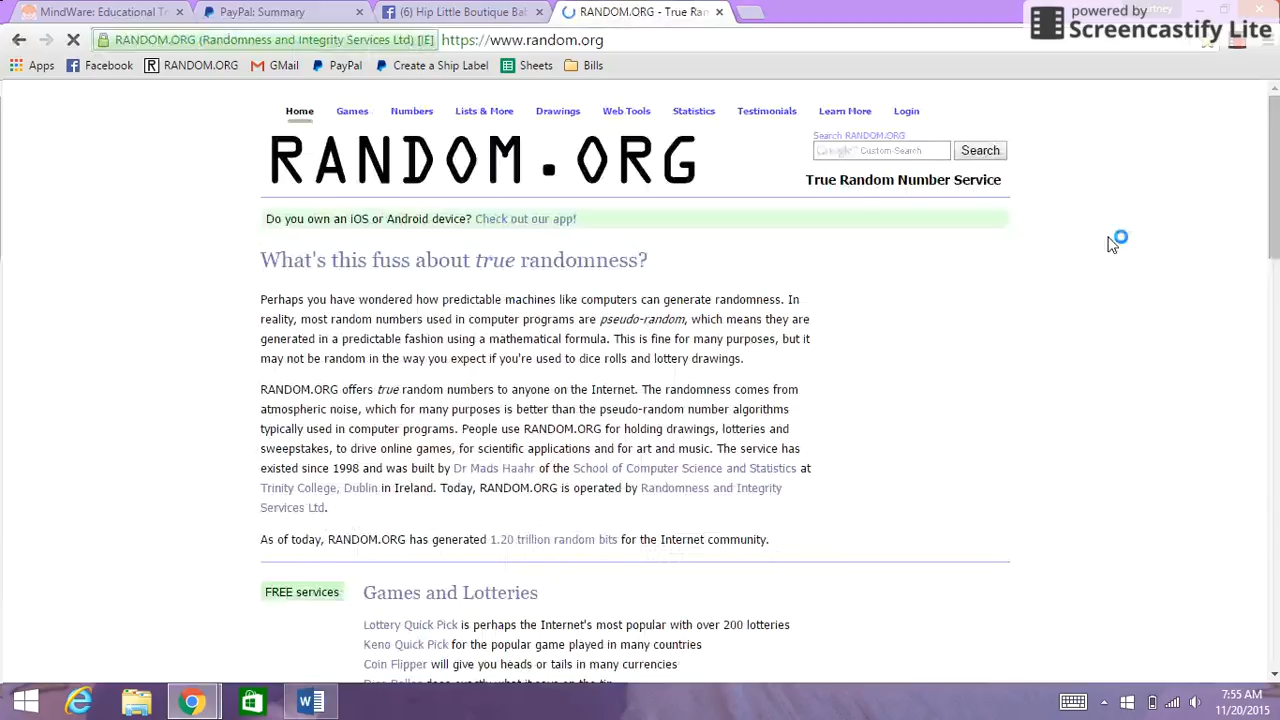 MindWare: Educational T
PayPal: Summary
(6) Hip Little Boutique Bab
RANDOM.ORG - True Ran
powered by
Screencastify Lite
RANDOM.ORG (Randomness and Integrity Services Ltd) [IE] https://www.random.org
Apps Facebook RANDOM.ORG GMail PayPal Create a Ship Label Sheets Bills
Home Games Numbers Lists & More Drawings Web Tools Statistics Testimonials Learn More Login
RANDOM.ORG
Search RANDOM.ORG
Google™ Custom Search Search
True Random Number Service
Do you own an iOS or Android device? Check out our app!
What's this fuss about true randomness?
Perhaps you have wondered how predictable machines like computers can generate randomness. In
reality, most random numbers used in computer programs are pseudo-random, which means they are
generated in a predictable fashion using a mathematical formula. This is fine for many purposes, but it
may not be random in the way you expect if you're used to dice rolls and lottery drawings.
RANDOM.ORG offers true random numbers to anyone on the Internet. The randomness comes from
atmospheric noise, which for many purposes is better than the pseudo-random number algorithms
typically used in computer programs. People use RANDOM.ORG for holding drawings, lotteries and
sweepstakes, to drive online games, for scientific applications and for art and music. The service has
existed since 1998 and was built by Dr Mads Haahr of the School of Computer Science and Statistics at
Trinity College, Dublin in Ireland. Today, RANDOM.ORG is operated by Randomness and Integrity
Services Ltd.
As of today, RANDOM.ORG has generated 1.20 trillion random bits for the Internet community.
FREE services
Games and Lotteries
Lottery Quick Pick is perhaps the Internet's most popular with over 200 lotteries
Keno Quick Pick for the popular game played in many countries
Coin Flipper will give you heads or tails in many currencies
7:55 AM
11/20/2015